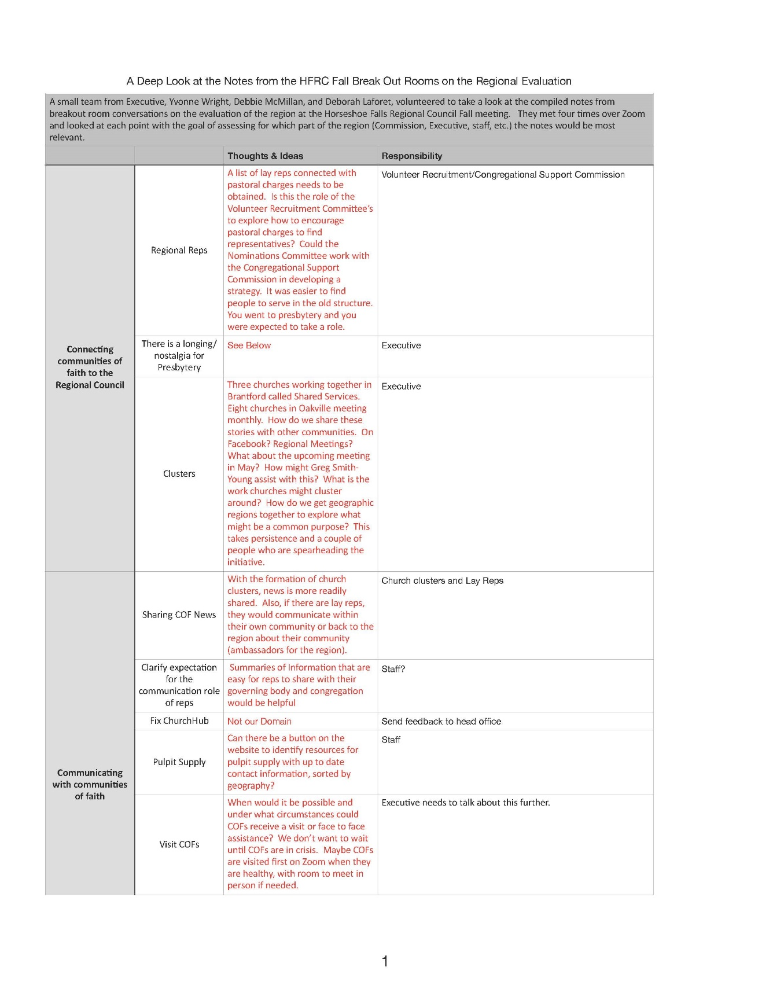 A Deep Look at the Notes from the HFRC Fall Break Out Rooms on the Regional Evaluation
A small team from Executive, Yvonne Wright, Debbie McMillan, and Deborah Laforet, volunteered to take a look at the compiled notes from
breakout room conversations on the evaluation of the region at the Horseshoe Falls Regional Council Fall meeting.   They met four times over Zoom
and looked at each point with the goal of assessing for which part of the region (Commission, Executive, staff, etc.) the notes would be most
relevant.
Thoughts & Ideas
Responsibility
Connecting
communities of
faith to the
Regional Council
Regional Reps
A list of lay reps connected with
pastoral charges needs to be
obtained.  Is this the role of the
Volunteer Recruitment Committee's
to explore how to encourage
pastoral charges to find
representatives?  Could the
Nominations Committee work with
the Congregational Support
Commission in developing a
strategy.  It was easier to find
people to serve in the old structure.
You went to presbytery and you
were expected to take a role.
Volunteer Recruitment/Congregational Support Commission
There is a longing/
nostalgia for
Presbytery
See Below
Executive
Clusters
Three churches working together in
Brantford called Shared Services.
Eight churches in Oakville meeting
monthly.  How do we share these
stories with other communities.  On
Facebook? Regional Meetings?
What about the upcoming meeting
in May?  How might Greg Smith-
Young assist with this?  What is the
work churches might cluster
around?  How do we get geographic
regions together to explore what
might be a common purpose?  This
takes persistence and a couple of
people who are spearheading the
initiative.
Executive
Communicating
with communities
of faith
Sharing COF News
With the formation of church
clusters, news is more readily
shared.  Also, if there are lay reps,
they would communicate within
their own community or back to the
region about their community
(ambassadors for the region).
Church clusters and Lay Reps
Clarify expectation
for the
communication role
of reps
Summaries of Information that are
easy for reps to share with their
governing body and congregation
would be helpful
Staff?
Fix ChurchHub
Not our Domain
Send feedback to head office
Pulpit Supply
Can there be a button on the
website to identify resources for
pulpit supply with up to date
contact information, sorted by
geography?
Staff
Visit COFs
When would it be possible and
under what circumstances could
COFs receive a visit or face to face
assistance?  We don't want to wait
until COFs are in crisis.  Maybe COFs
are visited first on Zoom when they
are healthy, with room to meet in
person if needed.
Executive needs to talk about this further.
1